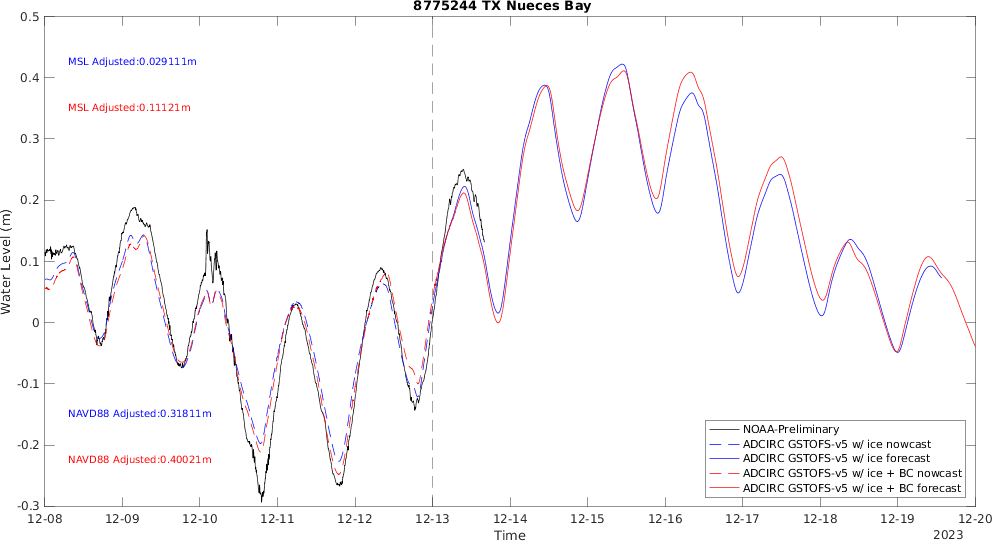 8775244 TX Nueces Bay
0.5
0.4
0.3
0.2
0.1
0
-0.1
-0.2
-0.3
Water Level (m)
MSL Adjusted:0.029111m
MSL Adjusted:0.11121m
NAVD88 Adjusted:0.31811m
NAVD88 Adjusted:0.40021m
NOAA-Preliminary
ADCIRC GSTOFS-v5 w/ ice nowcast
ADCIRC GSTOFS-v5 w/ ice forecast
ADCIRC GSTOFS-v5 w/ ice + BC nowcast
ADCIRC GSTOFS-v5 w/ ice + BC forecast
12-08 12-09 12-10 12-11 12-12 12-13 12-14 12-15 12-16 12-17 12-18 12-19 12-20
Time
2023